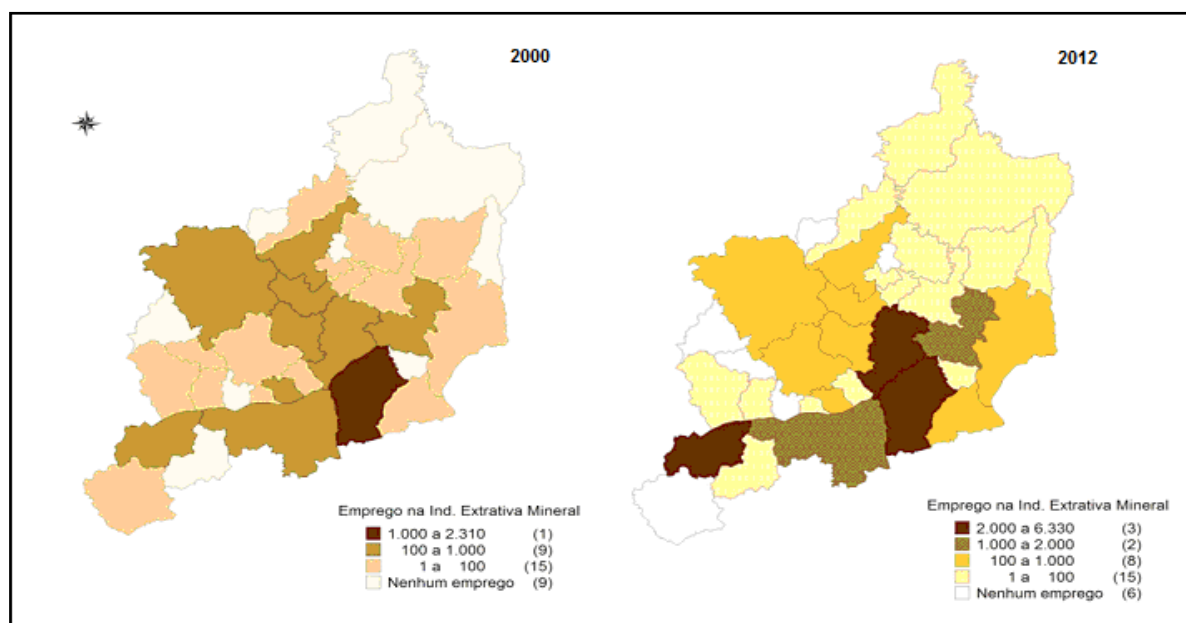 2000
Emprego na Ind. Extrativa Mineral
1.000 a 2.310 (1)
100 a 1.000 (9)
1 a 100 (15)
Nenhum emprego (9)
2012
Emprego na Ind. Extrativa Mineral
2.000 a 6.330 (3)
1.000 a 2.000 (2)
100 a 1.000 (8)
1 a 100 (15)
Nenhum emprego (6)